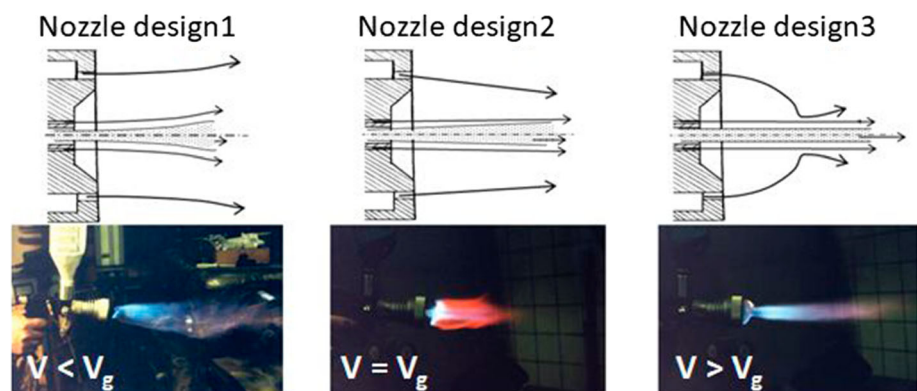 Nozzle design1
Nozzle design2
Nozzle design3
V < Vg
V = Vg
V > Vg